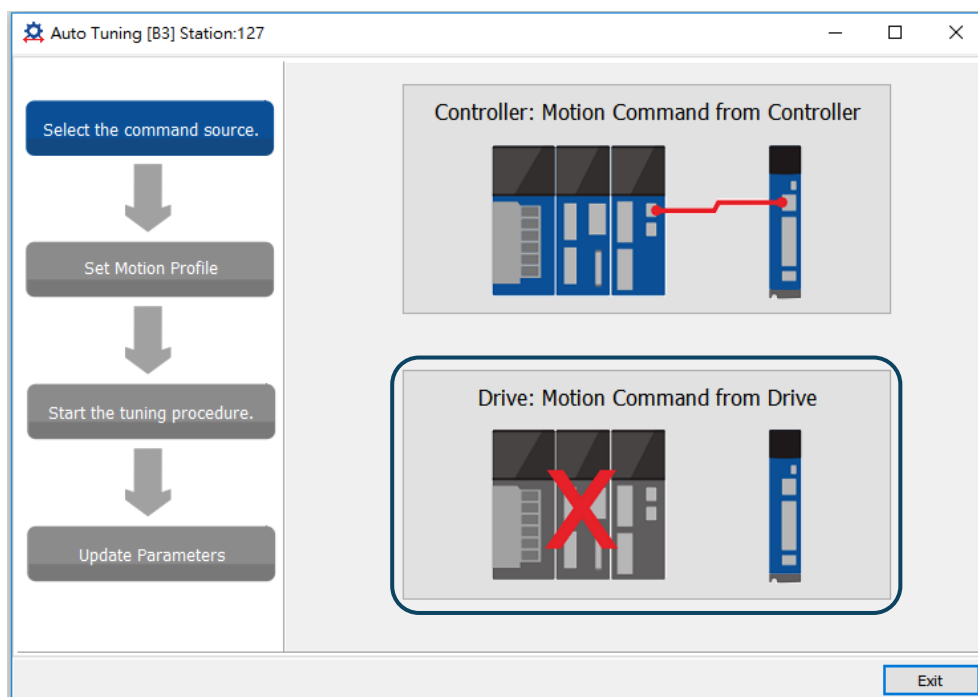 Auto Tuning [B3] Station:127
Select the command source.
Set Motion Profile
Start the tuning procedure.
Update Parameters
Controller: Motion Command from Controller
Drive: Motion Command from Drive
Exit